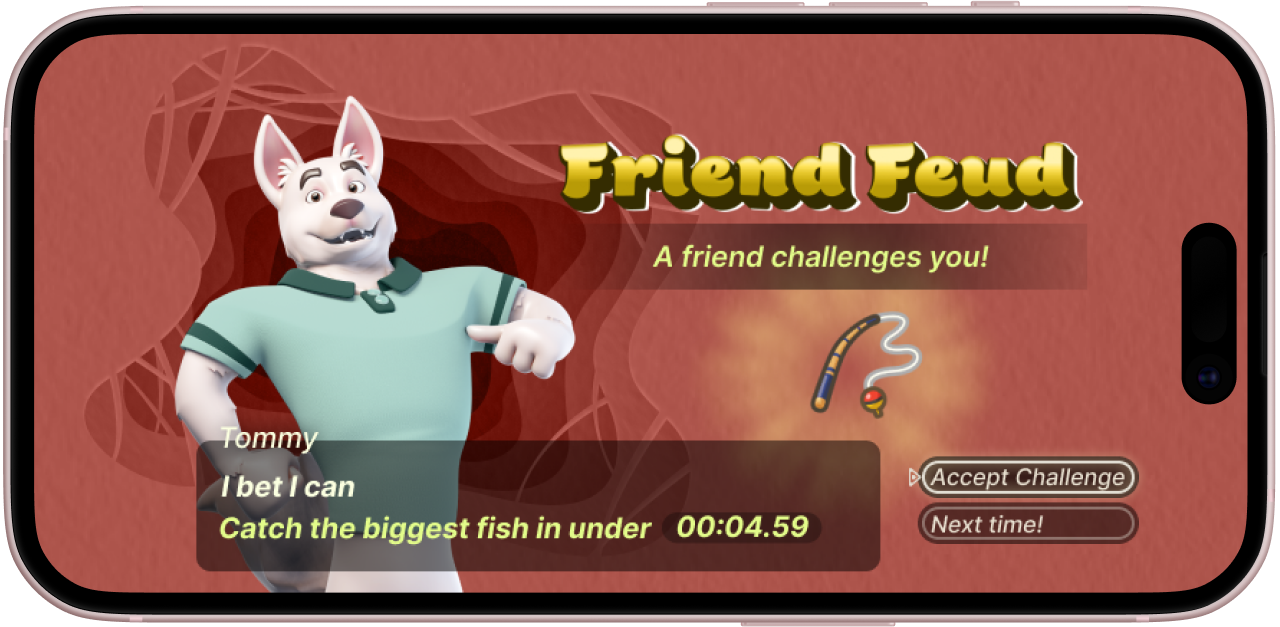 Friend Feud
A friend challenges you!
Tommy
I bet I can
Catch the biggest fish in under 00:04.59
Accept Challenge
Next time!